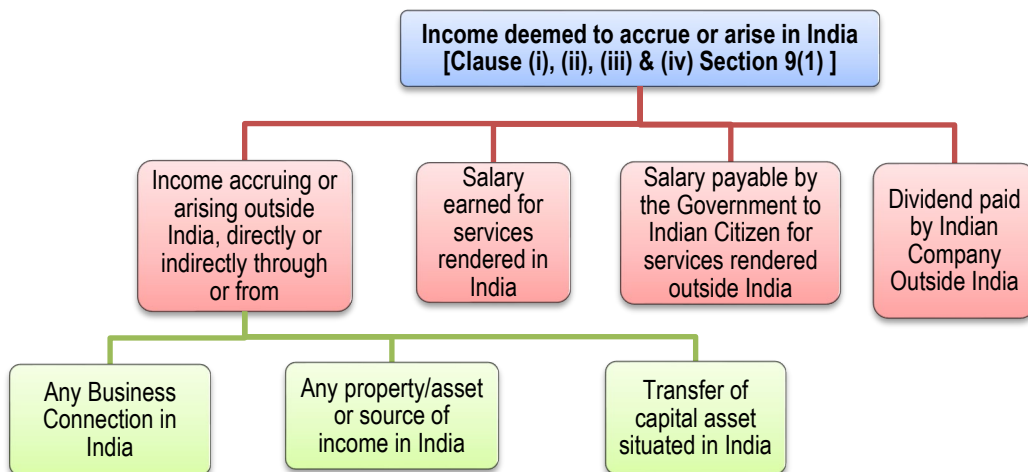 Income deemed to accrue or arise in India
[Clause (i), (ii), (iii) & (iv) Section 9(1) ]
Income accruing or
arising outside
India, directly or
indirectly through
or from
Salary
earned for
services
rendered in
India
Salary payable by
the Government to
Indian Citizen for
services rendered
outside India
Dividend paid
by Indian
Company
Outside India
Any Business
Connection in
India
Any property/asset
or source of
income in India
Transfer of
capital asset
situated in India